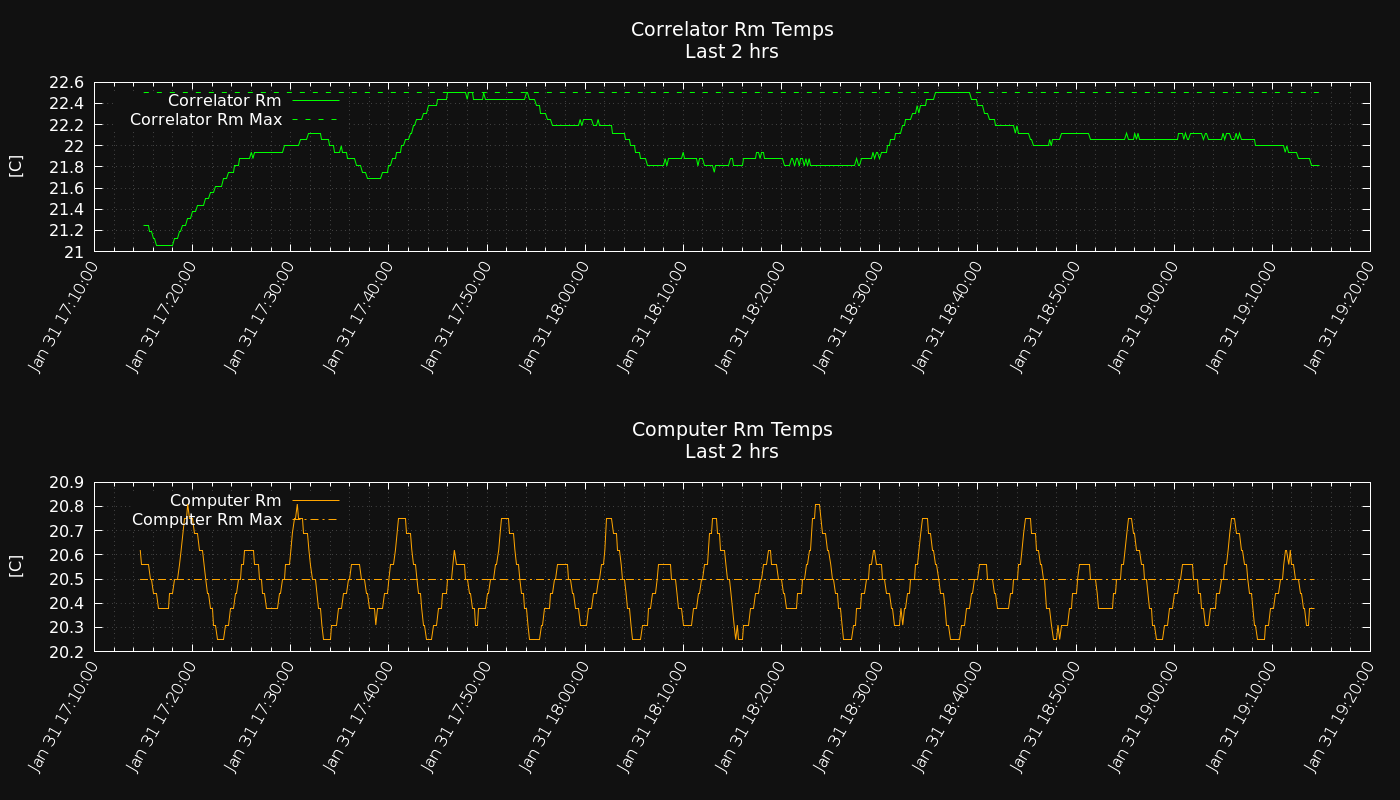 Correlator Rm Temps
Last 2 hrs
22.6
22.4
22.2
22
21.8
21.6
21.4
21.2
21
[C]
Correlator Rm
Correlator Rm Max
Jan 31 17:10:00
Jan 31 17:20:00
Jan 31 17:30:00
Jan 31 17:40:00
Jan 31 17:50:00
Jan 31 18:00:00
Jan 31 18:10:00
Jan 31 18:20:00
Jan 31 18:30:00
Jan 31 18:40:00
Jan 31 18:50:00
Jan 31 19:00:00
Jan 31 19:10:00
Jan 31 19:20:00
Computer Rm Temps
Last 2 hrs
20.9
20.8
20.7
20.6
20.5
20.4
20.3
20.2
[C]
Computer Rm
Computer Rm Max
Jan 31 17:10:00
Jan 31 17:20:00
Jan 31 17:30:00
Jan 31 17:40:00
Jan 31 17:50:00
Jan 31 18:00:00
Jan 31 18:10:00
Jan 31 18:20:00
Jan 31 18:30:00
Jan 31 18:40:00
Jan 31 18:50:00
Jan 31 19:00:00
Jan 31 19:10:00
Jan 31 19:20:00